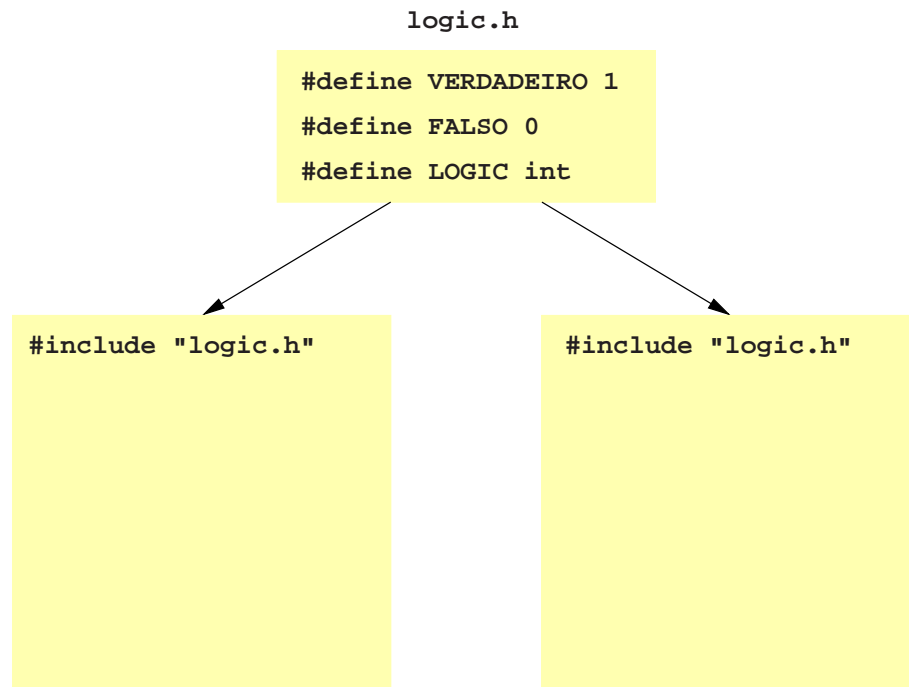 logic.h
#define VERDADEIRO 1
#define FALSO 0
#define LOGIC int
#include "logic.h"
#include "logic.h"